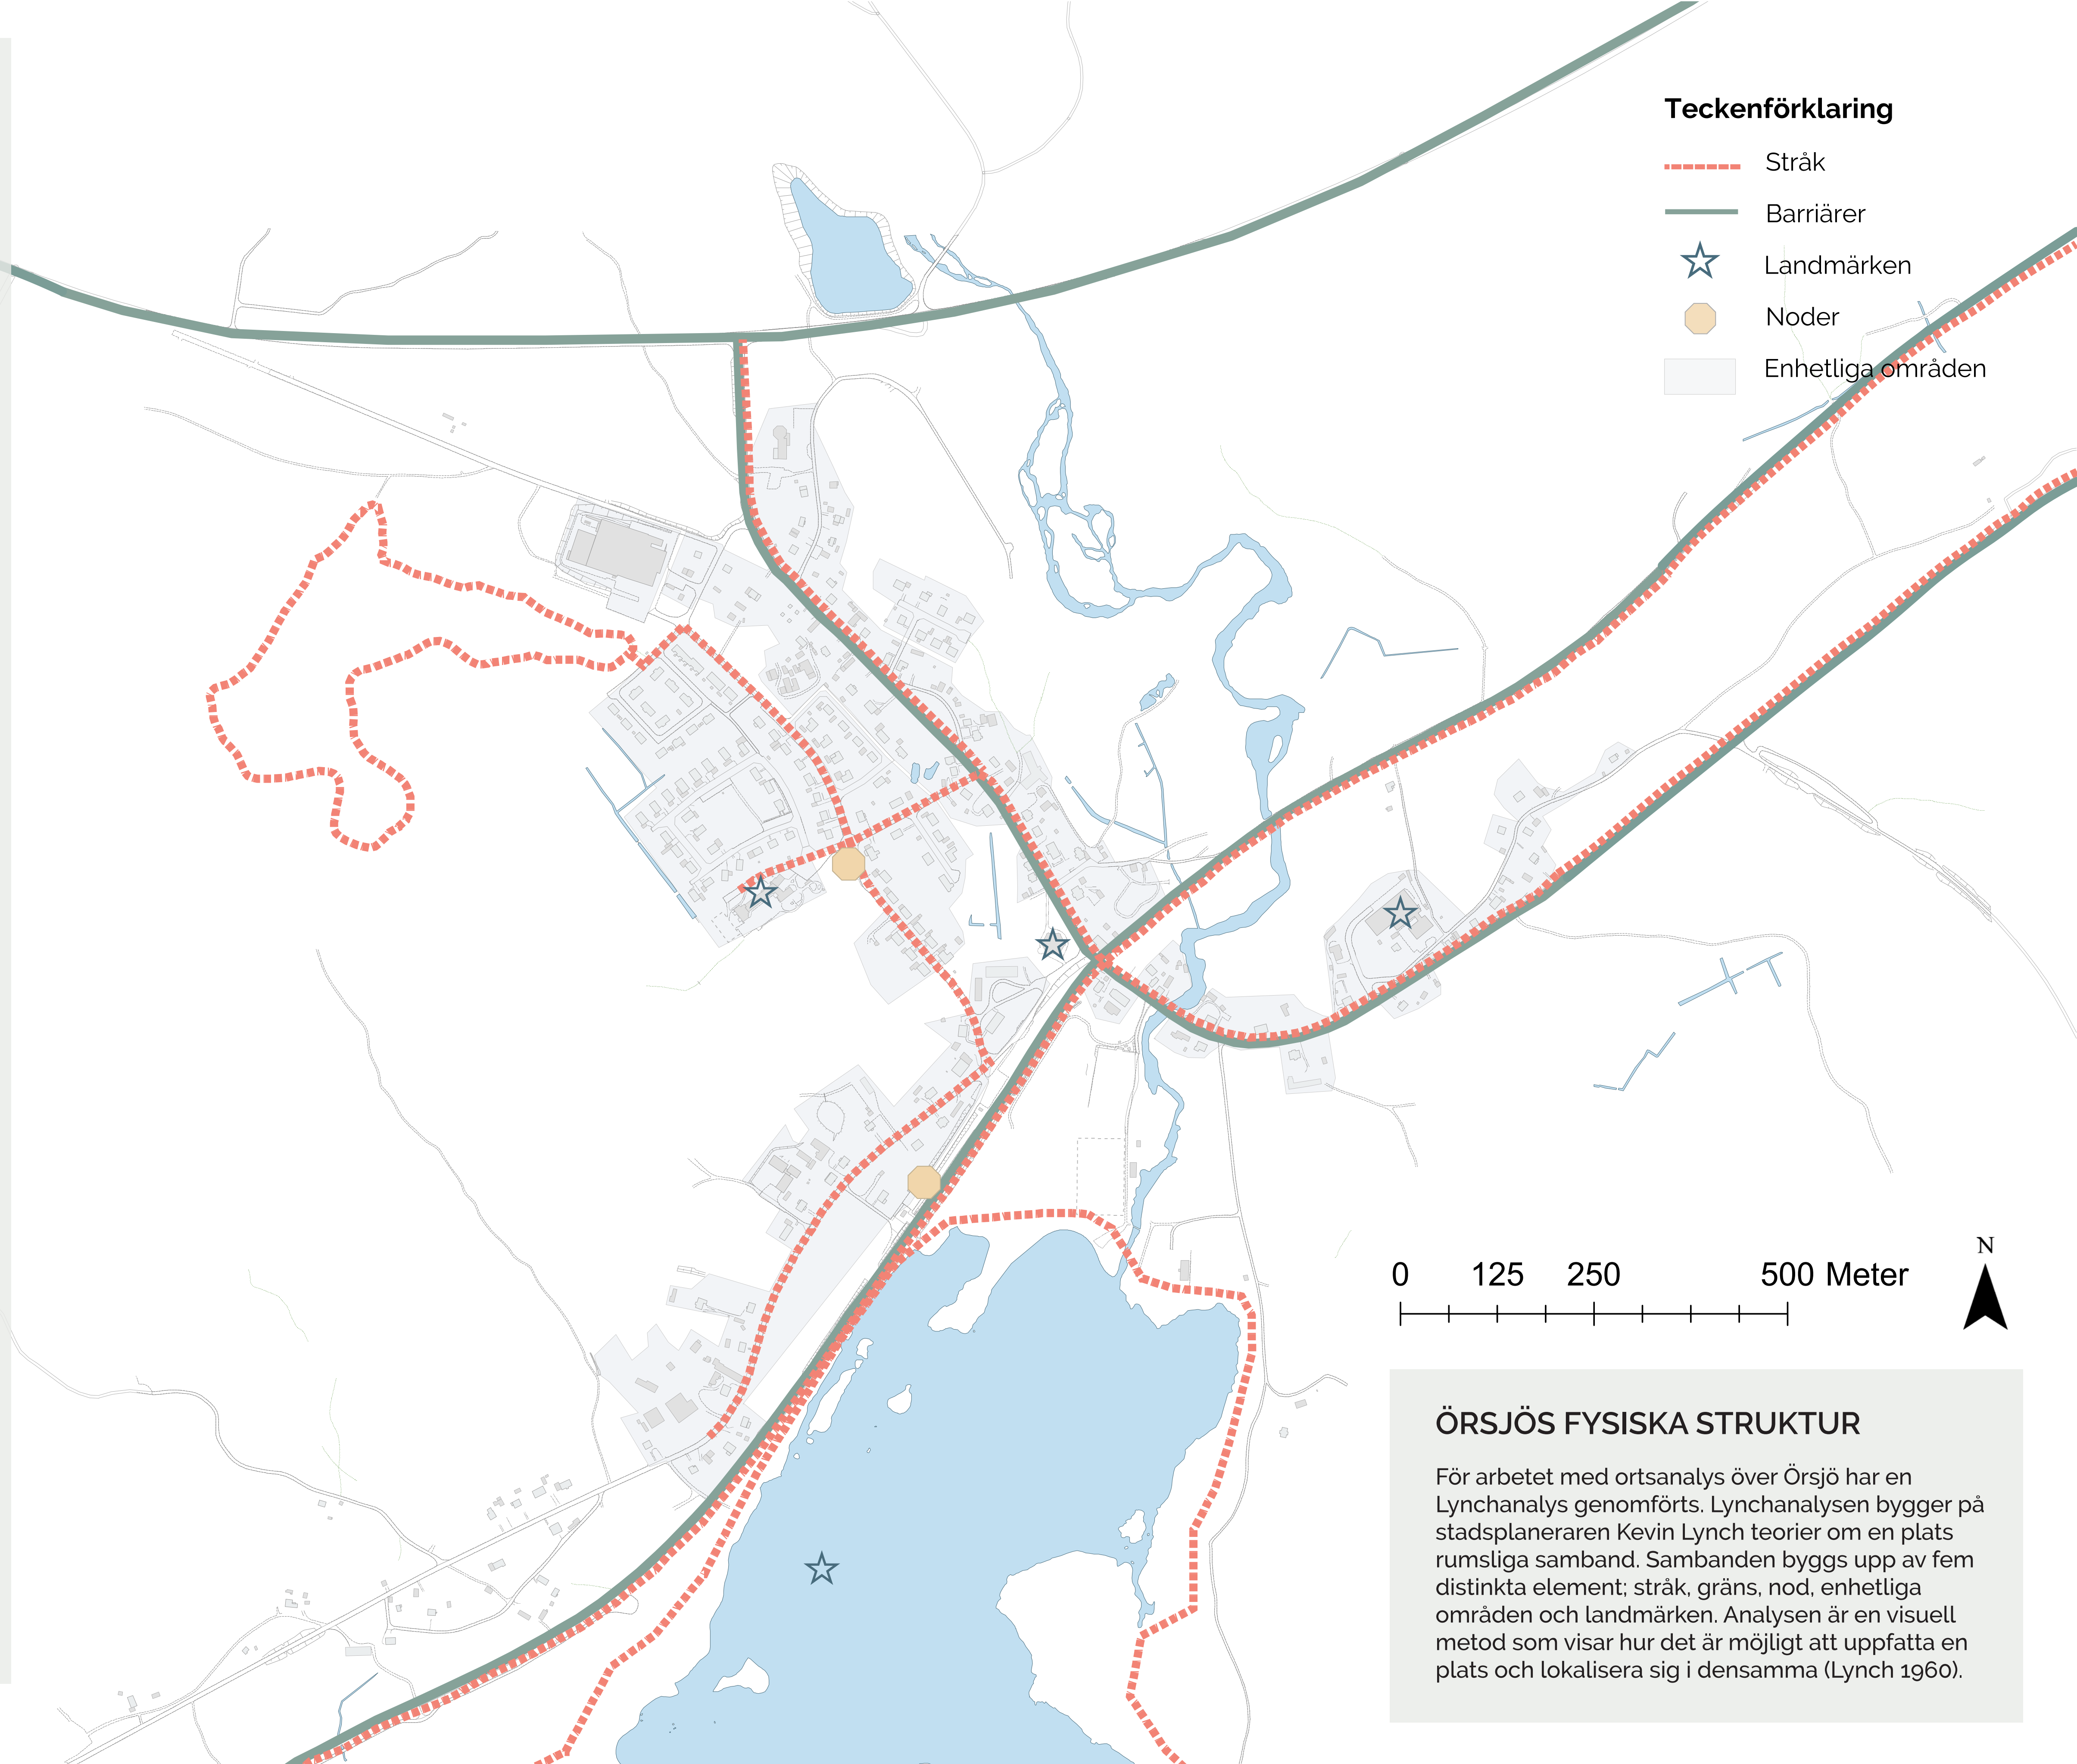 Teckenförklaring
Stråk
Barriärer
Landmärken
Noder
Enhetliga områden
N
0 125 250 500 Meter
ÖRSJÖS FYSISKA STRUKTUR
För arbetet med ortsanalys över Örsjö har en
Lynchanalys genomförts. Lynchanalysen bygger på
stadsplaneraren Kevin Lynch teorier om en plats
rumsliga samband. Sambanden byggs upp av fem
distinkta element; stråk, gräns, nod, enhetliga
områden och landmärken. Analysen är en visuell
metod som visar hur det är möjligt att uppfatta en
plats och lokalisera sig i densamma (Lynch 1960).